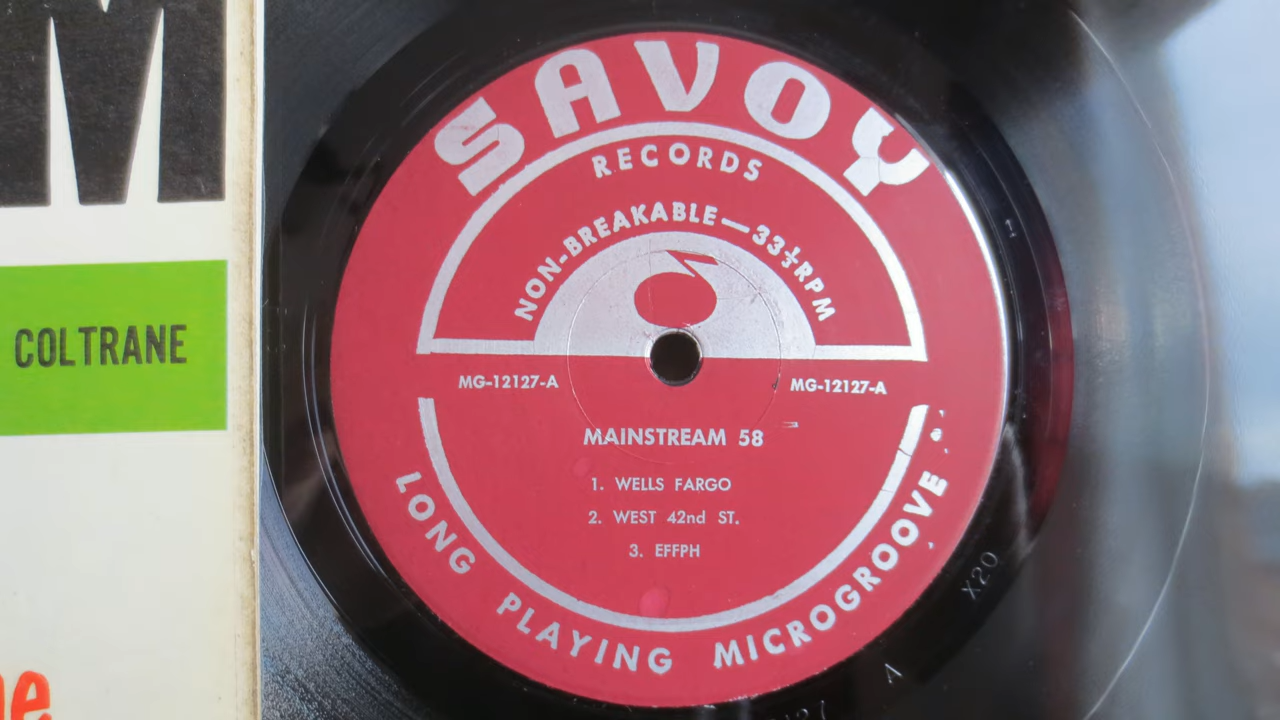 M
COLTRANE
ne
SAVOY
RECORDS
NON-BREAKABLE—33⅓RPM
MG-12127-A
MG-12127-A
MAINSTREAM 58
1. WELLS FARGO
2. WEST 42nd ST.
3. EFFPH
LONG PLAYING MICROGROOVE
X20
A